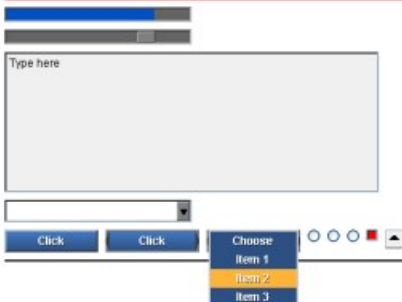 Type here
Click Click Choose
Item 1
Item 2
Item 3